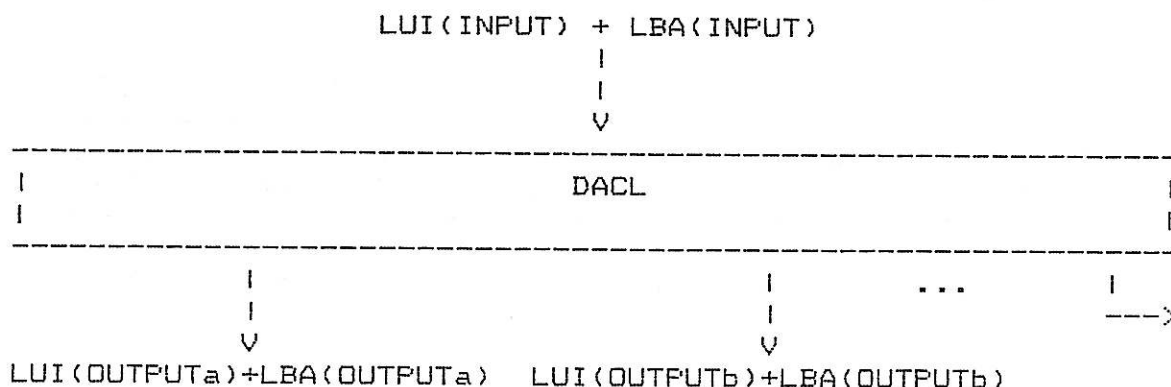 LUI(INPUT) + LBA(INPUT)
DACL
...
LUI(OUTPUTa)+LBA(OUTPUTa) LUI(OUTPUTb)+LBA(OUTPUTb)